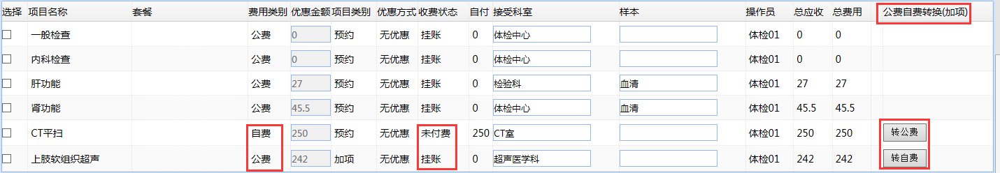 选择 项目名称 套餐 费用类别 优惠金额 项目类别 优惠方式 收费状态 自付 接受科室 样本 操作员 总应收 总费用 公费自费转换(加项)
一般检查 公费 0 预约 无优惠 挂账 0 体检中心 体检01 0 0
内科检查 公费 0 预约 无优惠 挂账 0 体检中心 体检01 0 0
肝功能 公费 27 预约 无优惠 挂账 0 检验科 血清 体检01 27 27
肾功能 公费 45.5 预约 无优惠 挂账 0 体检中心 血清 体检01 45.5 45.5
CT平扫 自费 250 预约 无优惠 未付费 250 CT室 体检01 250 250 转公费
上肢软组织超声 公费 242 加项 无优惠 挂账 0 超声医学科 体检01 242 242 转自费